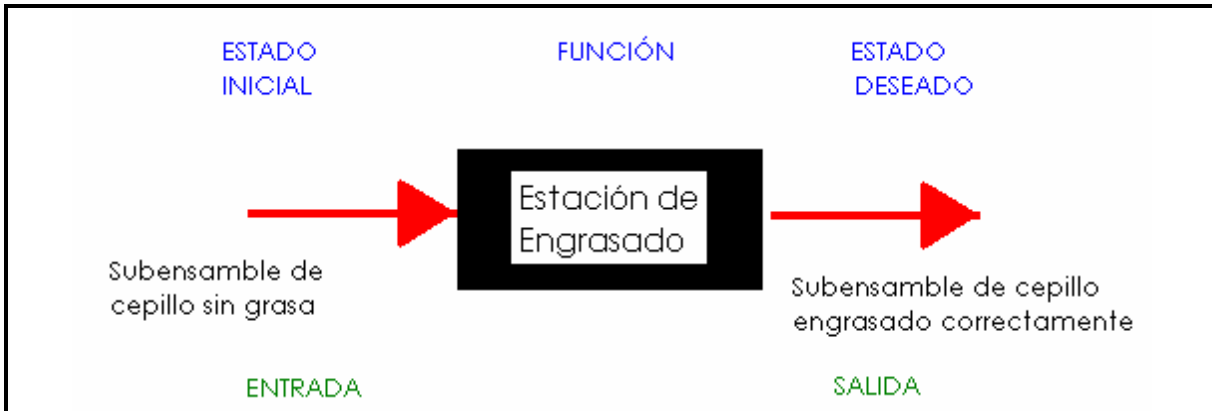 ESTADO
INICIAL
FUNCIÓN
ESTADO
DESEADO
Estación de
Engrasado
Subensamble de
cepillo sin grasa
Subensamble de cepillo
engrasado correctamente
ENTRADA
SALIDA